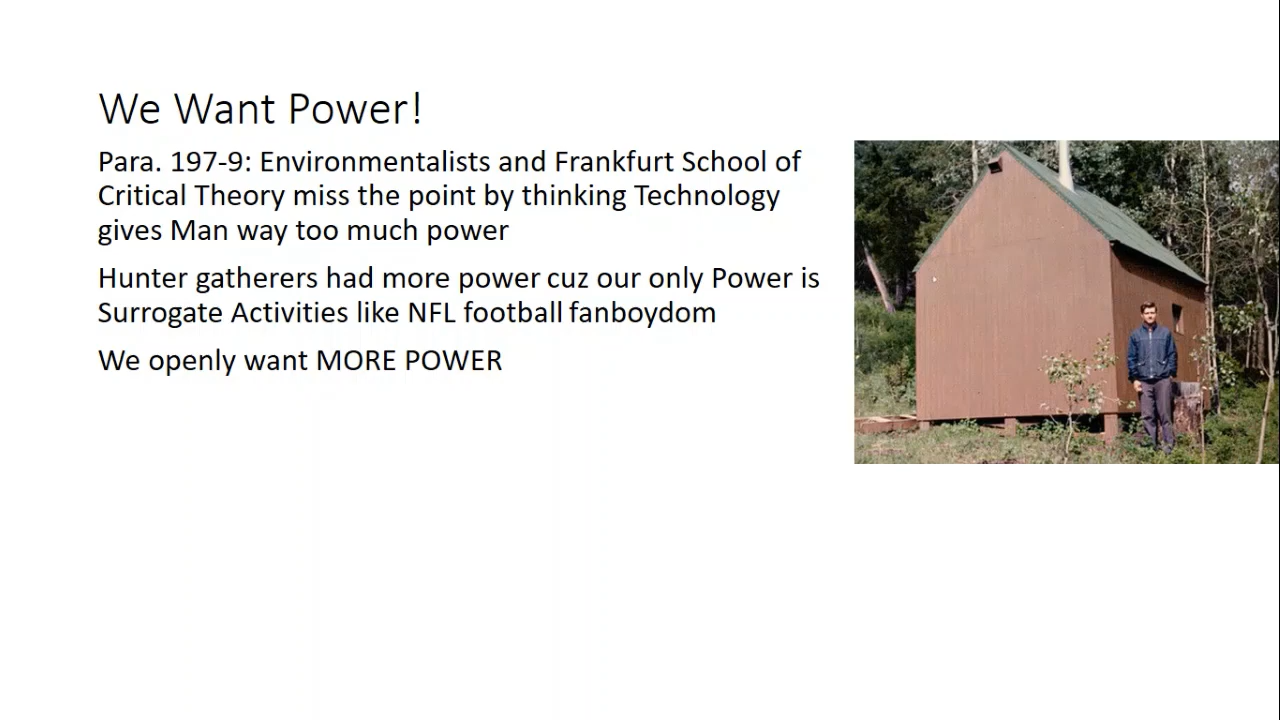 We Want Power!
Para. 197-9: Environmentalists and Frankfurt School of
Critical Theory miss the point by thinking Technology
gives Man way too much power
Hunter gatherers had more power cuz our only Power is
Surrogate Activities like NFL football fanboydom
We openly want MORE POWER